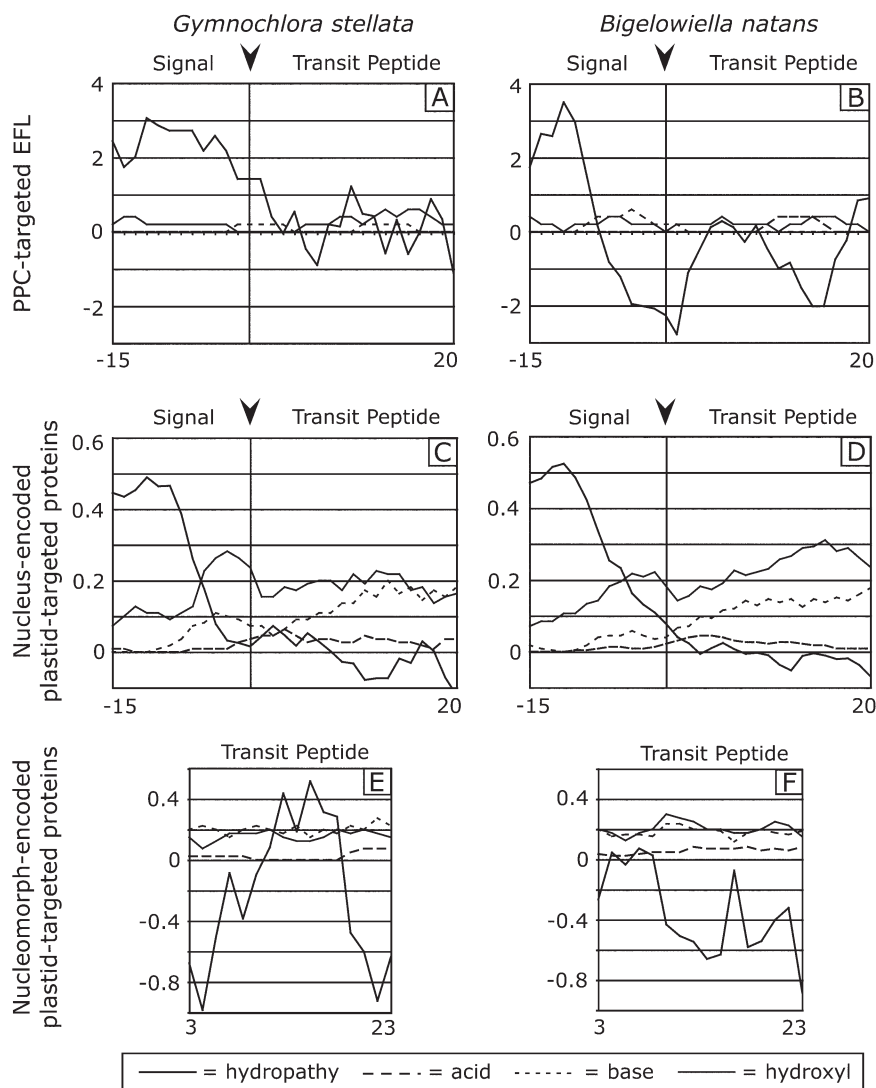 Gymnochlora stellata
Bigelowiella natans
Signal
Transit Peptide
Signal
Transit Peptide
PPC-targeted EFL
4
2
0
-2
-15
20
A
4
2
0
-2
-15
20
B
Signal
Transit Peptide
Signal
Transit Peptide
Nucleus-encoded
plastid-targeted proteins
0.6
0.4
0.2
0
-15
20
C
0.6
0.4
0.2
0
-15
20
D
Nucleomorph-encoded
plastid-targeted proteins
Transit Peptide
Transit Peptide
0.4
0
-0.4
-0.8
3
23
E
0.4
0
-0.4
-0.8
3
23
F
= hydropathy = acid = base = hydroxyl